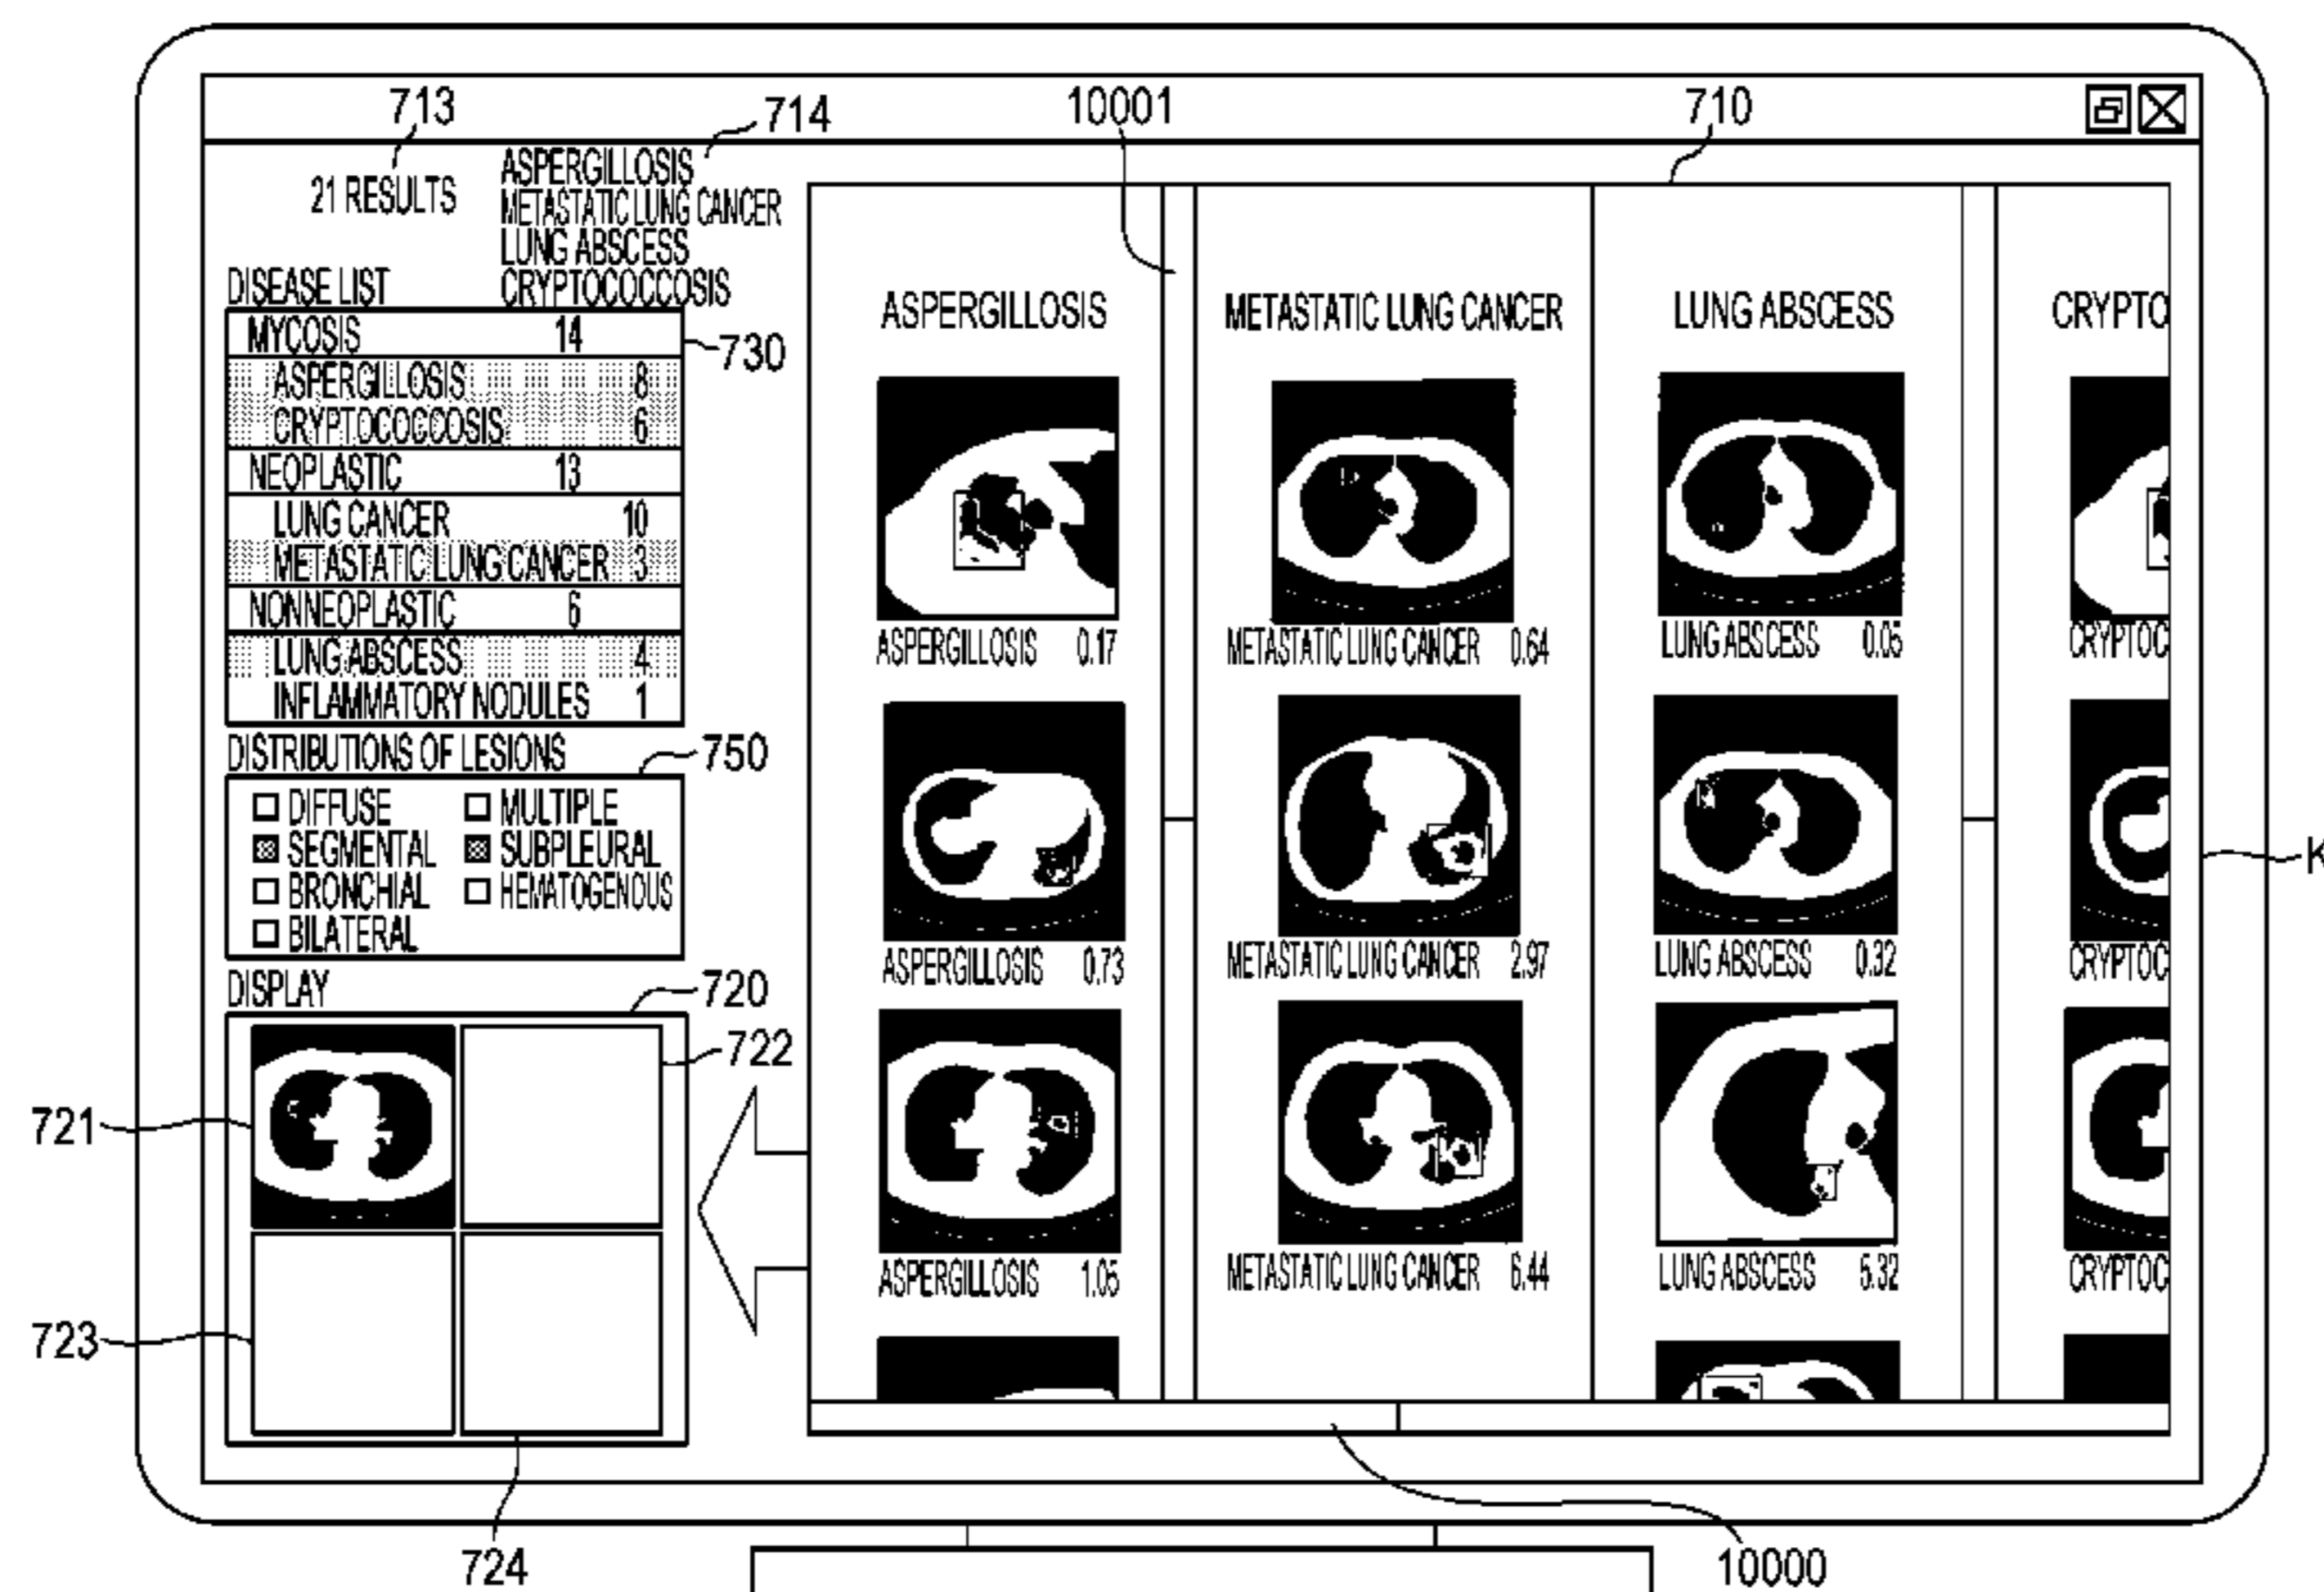 713
714
10001
710
21 RESULTS
ASPERGILLOSIS
METASTATIC LUNG CANCER
LUNG ABSCESS
CRYPTOCOCCOSIS
DISEASE LIST
MYCOSIS 14
730
ASPERGILLOSIS 8
CRYPTOCOCCOSIS 6
NEOPLASTIC 13
LUNG CANCER 10
METASTATIC LUNG CANCER 3
NONNEOPLASTIC 6
LUNG ABSCESS 4
INFLAMMATORY NODULES 1
DISTRIBUTIONS OF LESIONS
750
DIFFUSE MULTIPLE
SEGMENTAL SUBPLEURAL
BRONCHIAL HEMATOGENOUS
BILATERAL
DISPLAY
720
722
721
723
724
ASPERGILLOSIS METASTATIC LUNG CANCER LUNG ABSCESS CRYPTO
ASPERGILLOSIS 0.17 METASTATIC LUNG CANCER 0.64 LUNG ABSCESS 0.05 CRYPTOC
ASPERGILLOSIS 0.73 METASTATIC LUNG CANCER 2.97 LUNG ABSCESS 0.32 CRYPTOC
ASPERGILLOSIS 1.05 METASTATIC LUNG CANCER 6.44 LUNG ABSCESS 5.32 CRYPTOC
K
10000